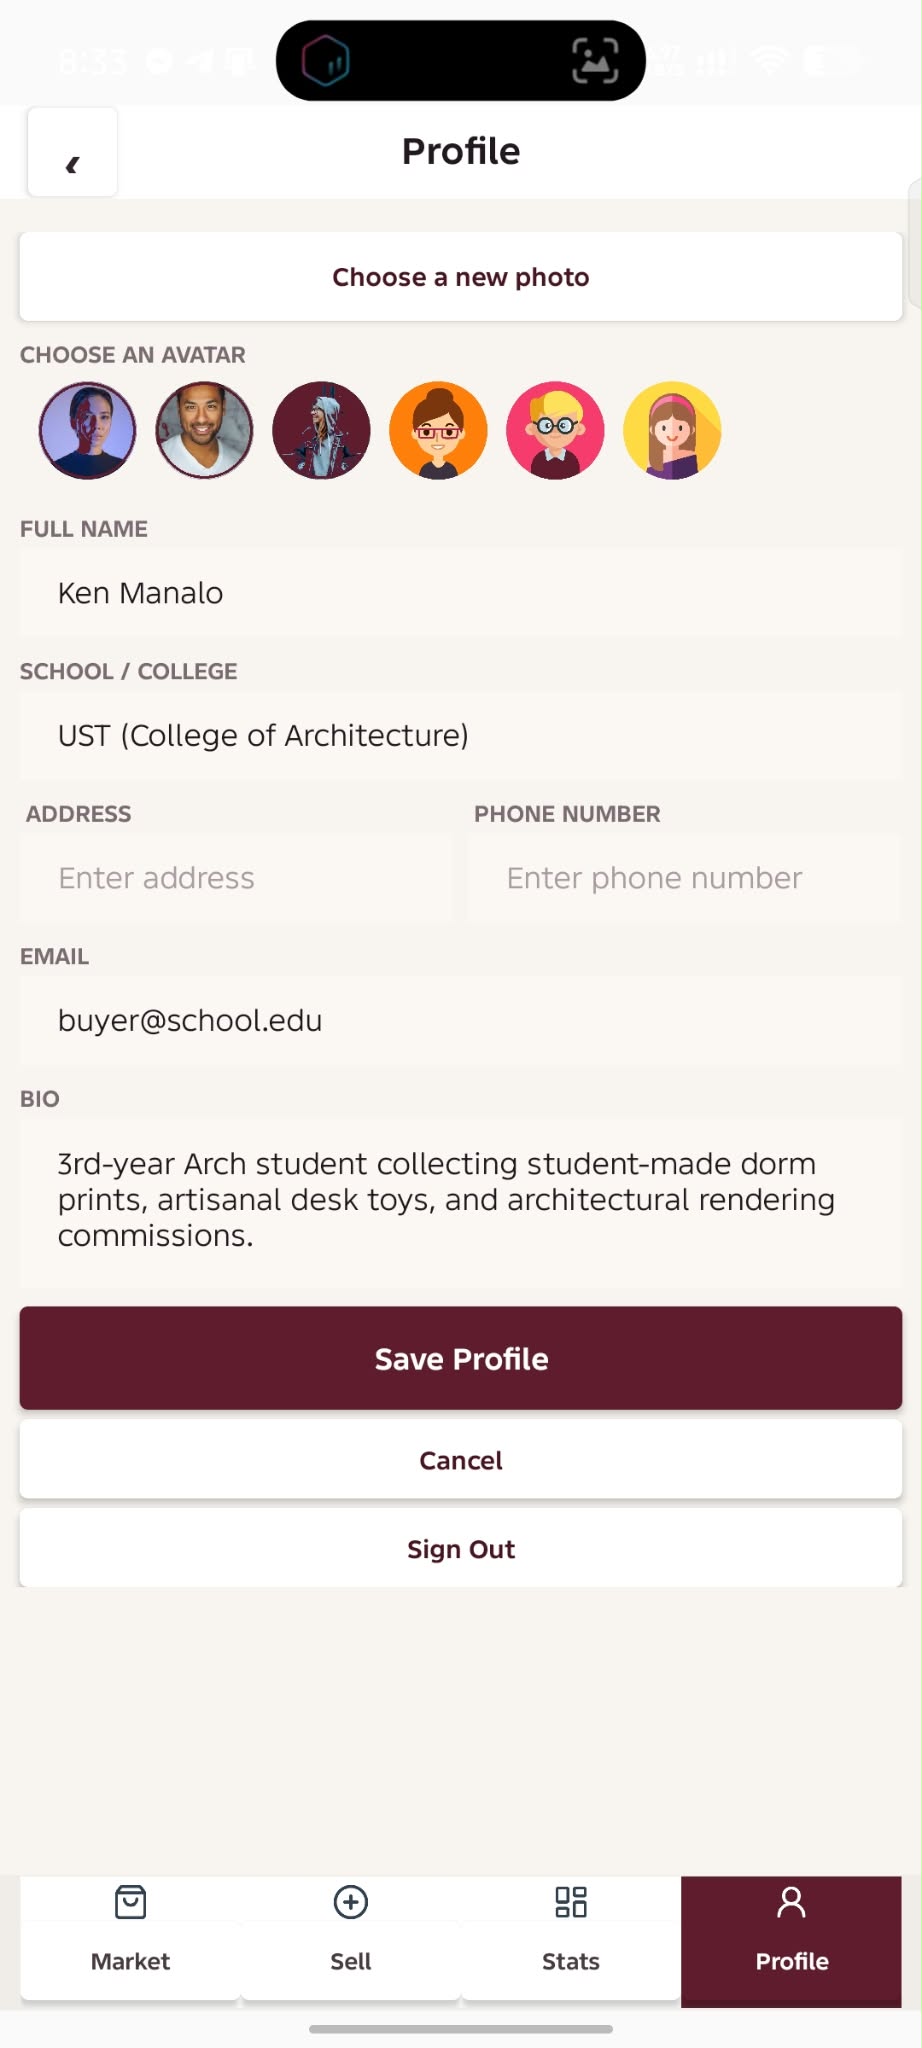 8:33
Profile
Choose a new photo
CHOOSE AN AVATAR
FULL NAME
Ken Manalo
SCHOOL / COLLEGE
UST (College of Architecture)
ADDRESS
PHONE NUMBER
Enter address
Enter phone number
EMAIL
buyer@school.edu
BIO
3rd-year Arch student collecting student-made dorm
prints, artisanal desk toys, and architectural rendering
commissions.
Save Profile
Cancel
Sign Out
Market
Sell
Stats
Profile